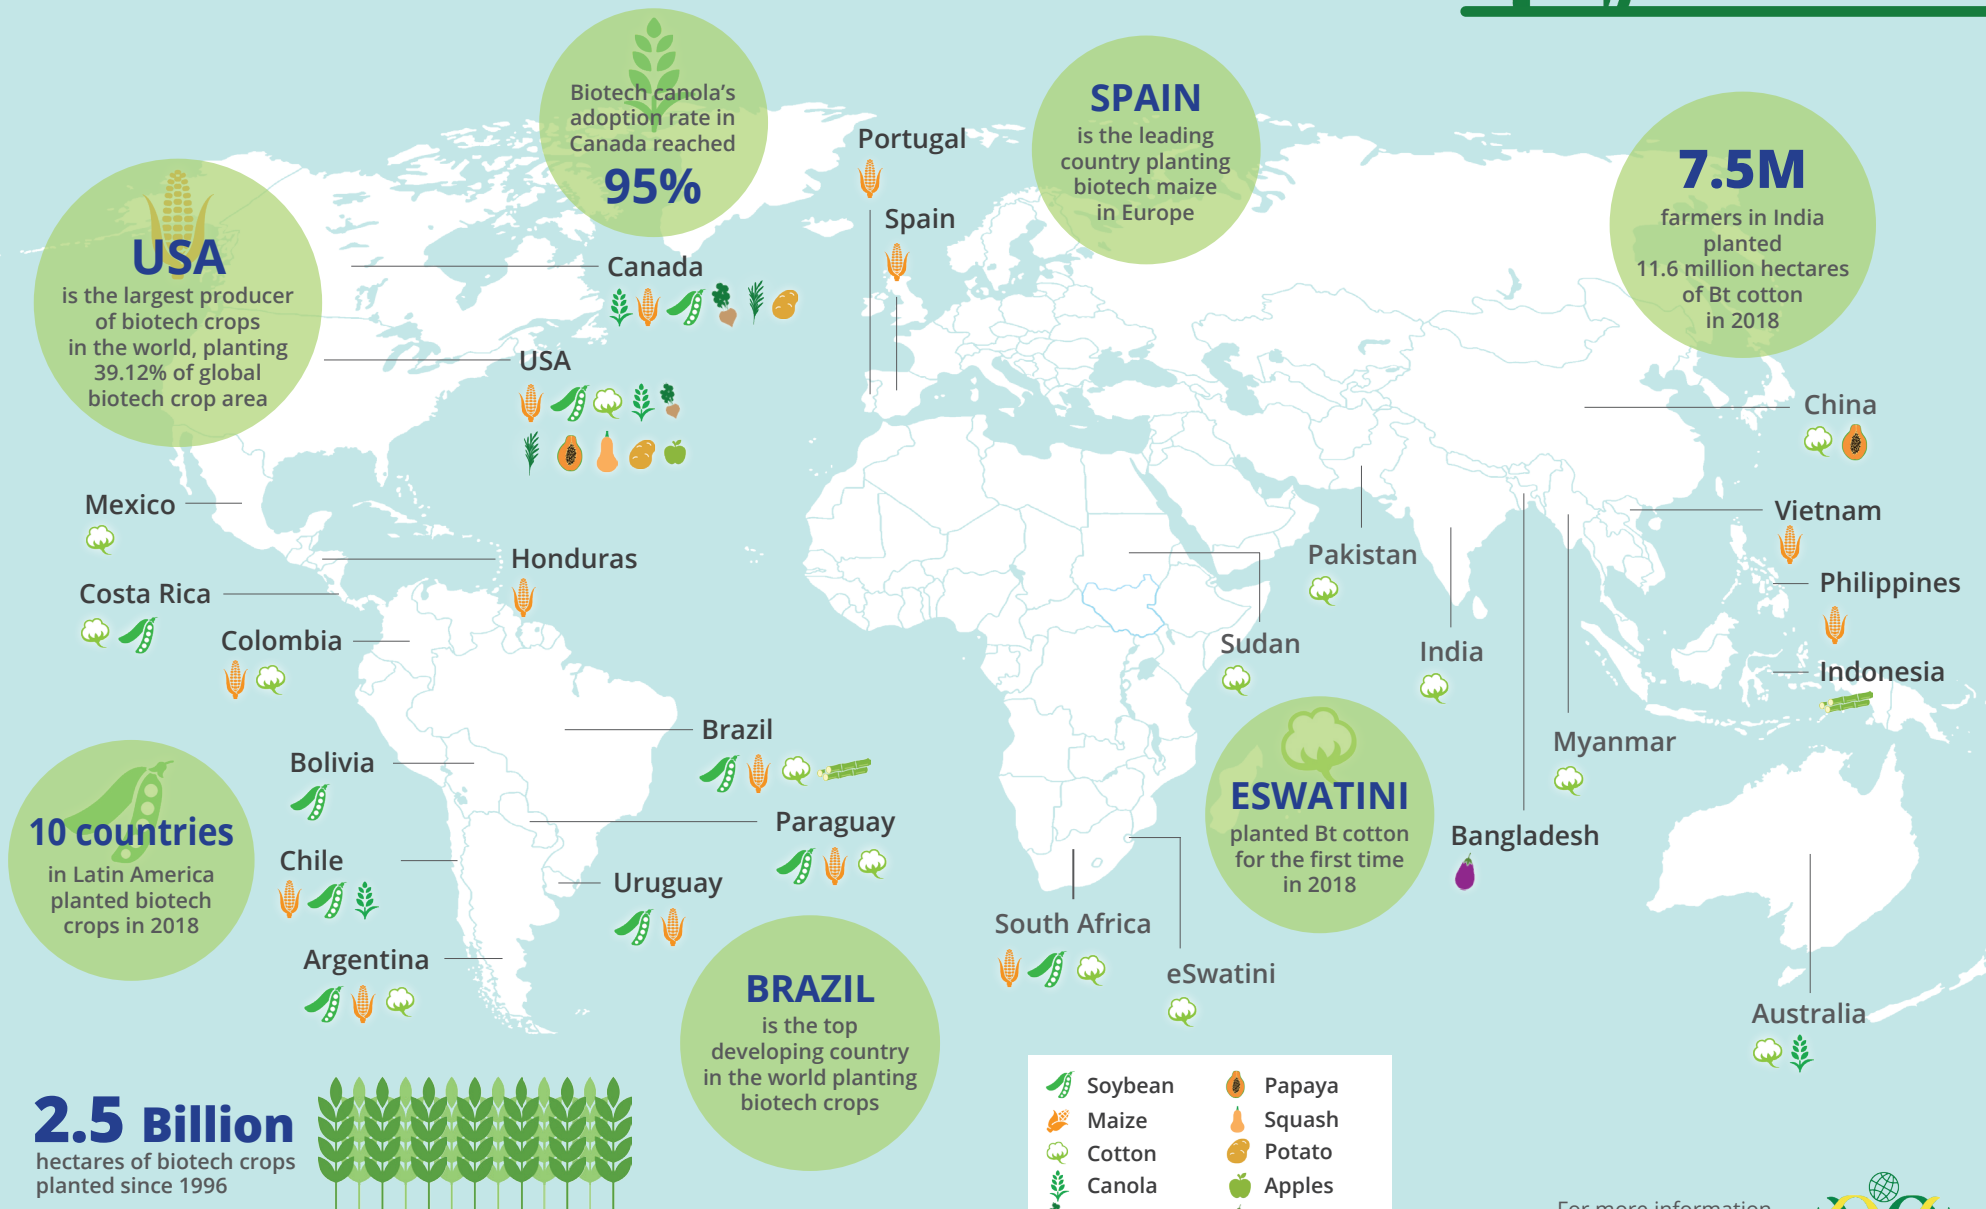 Biotech canola's
adoption rate in
Canada reached
95%
SPAIN
is the leading
country planting
biotech maize
in Europe
7.5M
farmers in India
planted
11.6 million hectares
of Bt cotton
in 2018
USA
is the largest producer
of biotech crops
in the world, planting
39.12% of global
biotech crop area
Portugal
Spain
Canada
USA
China
Mexico
Vietnam
Honduras
Pakistan
Philippines
Costa Rica
Colombia
Sudan
India
Indonesia
Brazil
Myanmar
Bolivia
10 countries
in Latin America
planted biotech
crops in 2018
ESWATINI
planted Bt cotton
for the first time
in 2018
Paraguay
Bangladesh
Chile
Uruguay
South Africa
Argentina
eSwatini
BRAZIL
is the top
developing country
in the world planting
biotech crops
Australia
2.5 Billion
hectares of biotech crops
planted since 1996
Soybean
Maize
Cotton
Canola
Papaya
Squash
Potato
Apples
For more information